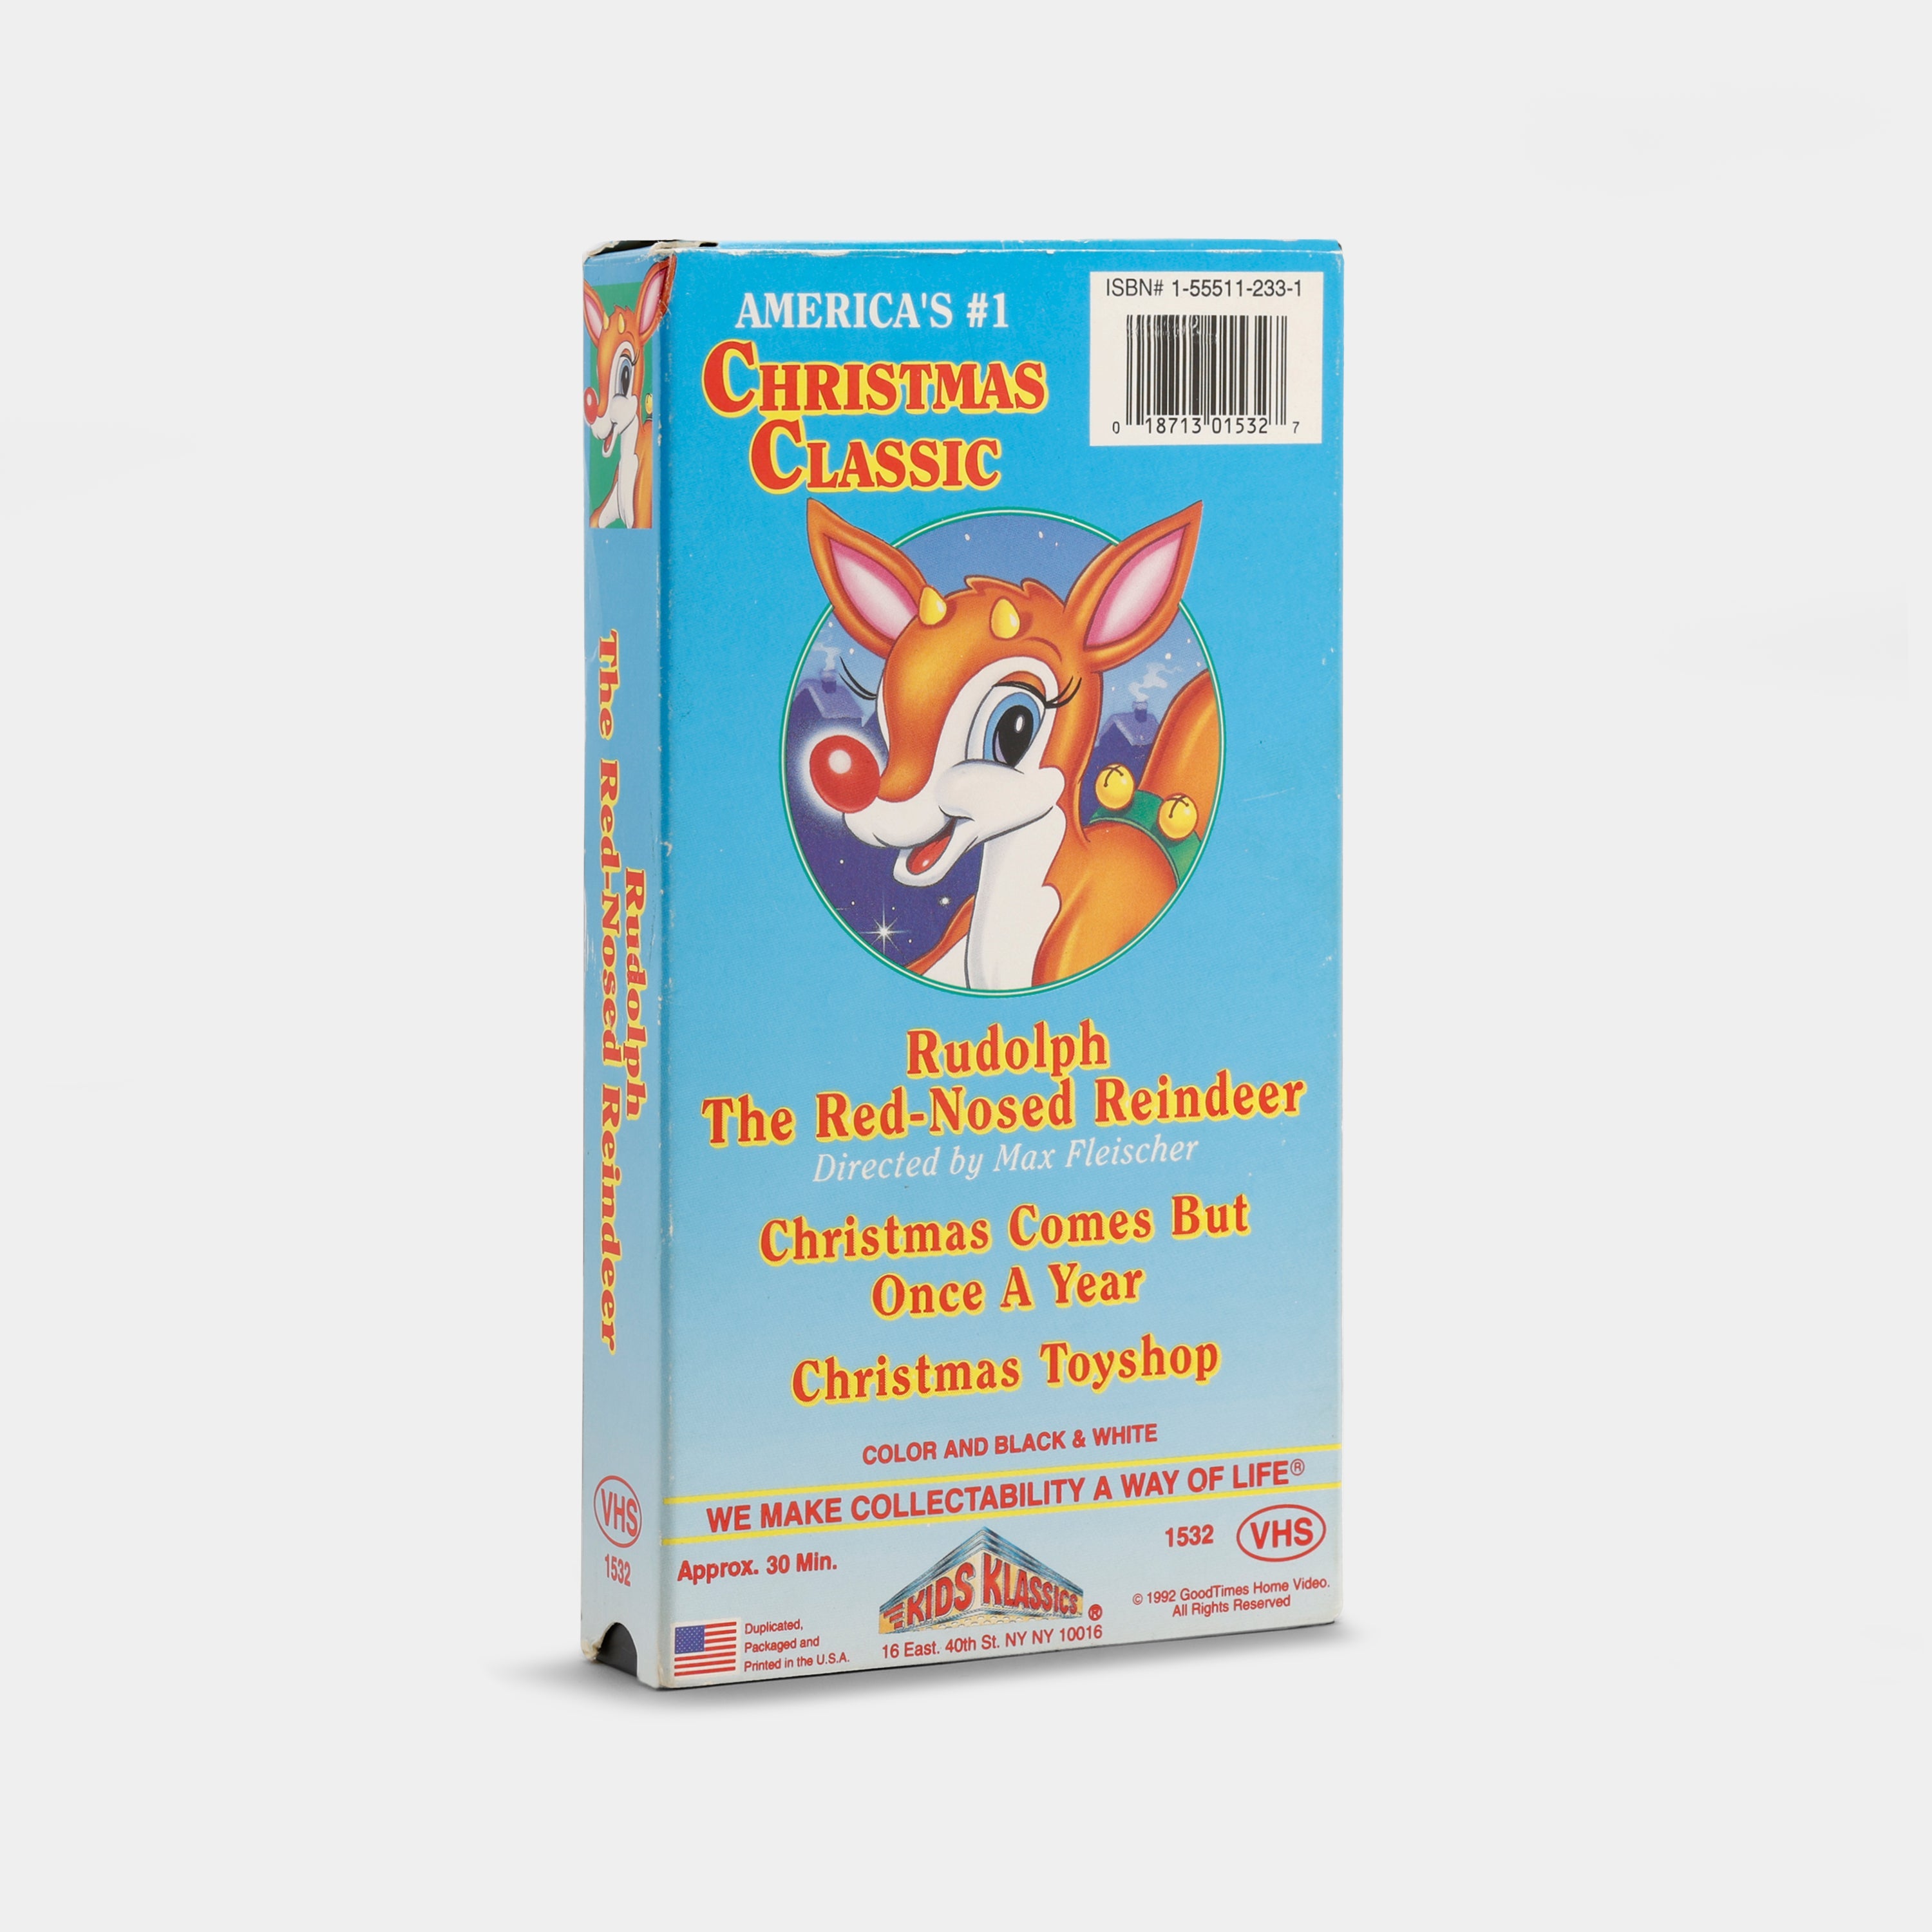 Rudolph
The Red-Nosed Reindeer
VHS
1532
AMERICA'S #1
CHRISTMAS
CLASSIC
ISBN# 1-55511-233-1
0 18713 01532 7
Rudolph
The Red-Nosed Reindeer
Directed by Max Fleischer
Christmas Comes But
Once A Year
Christmas Toyshop
COLOR AND BLACK & WHITE
WE MAKE COLLECTABILITY A WAY OF LIFE®
Approx. 30 Min.
1532 VHS
KIDS KLASSICS ®
16 East. 40th St. NY NY 10016
© 1992 GoodTimes Home Video.
All Rights Reserved
Duplicated,
Packaged and
Printed in the U.S.A.